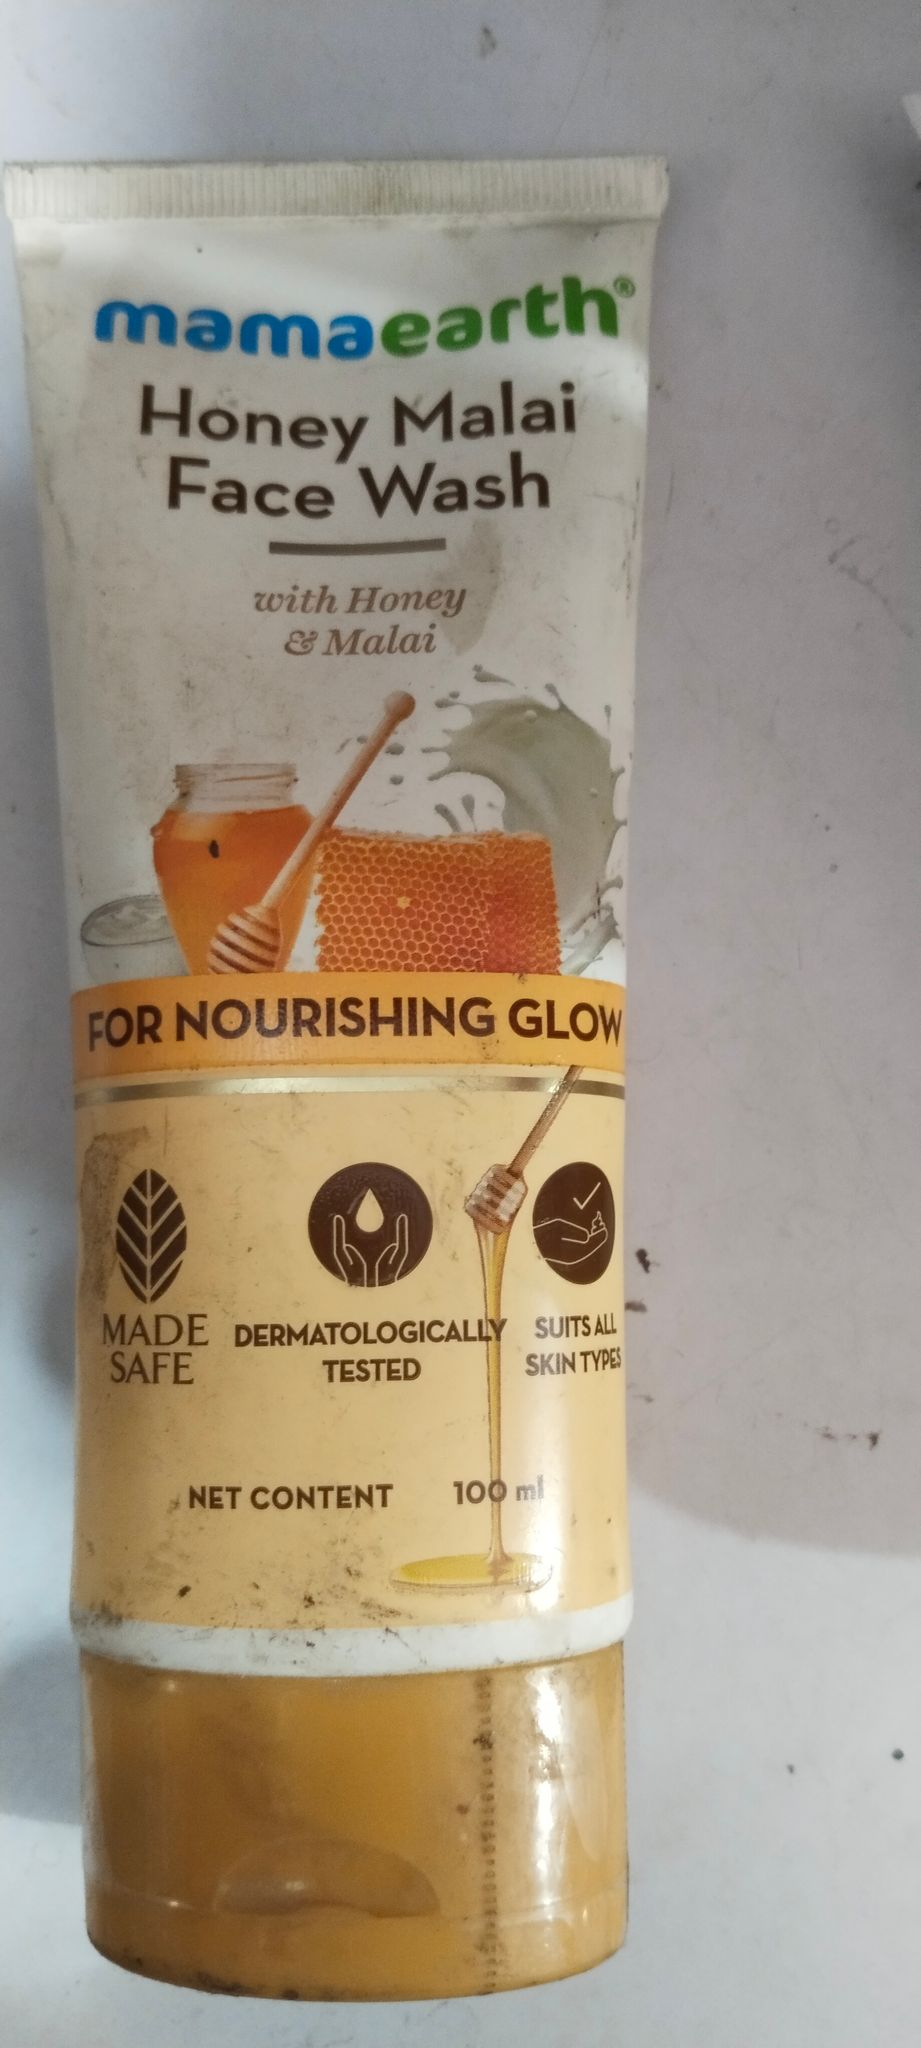 mamaearth®
Honey Malai
Face Wash
with Honey
& Malai
FOR NOURISHING GLOW
MADE
SAFE
DERMATOLOGICALLY
TESTED
SUITS ALL
SKIN TYPES
NET CONTENT 100 ml